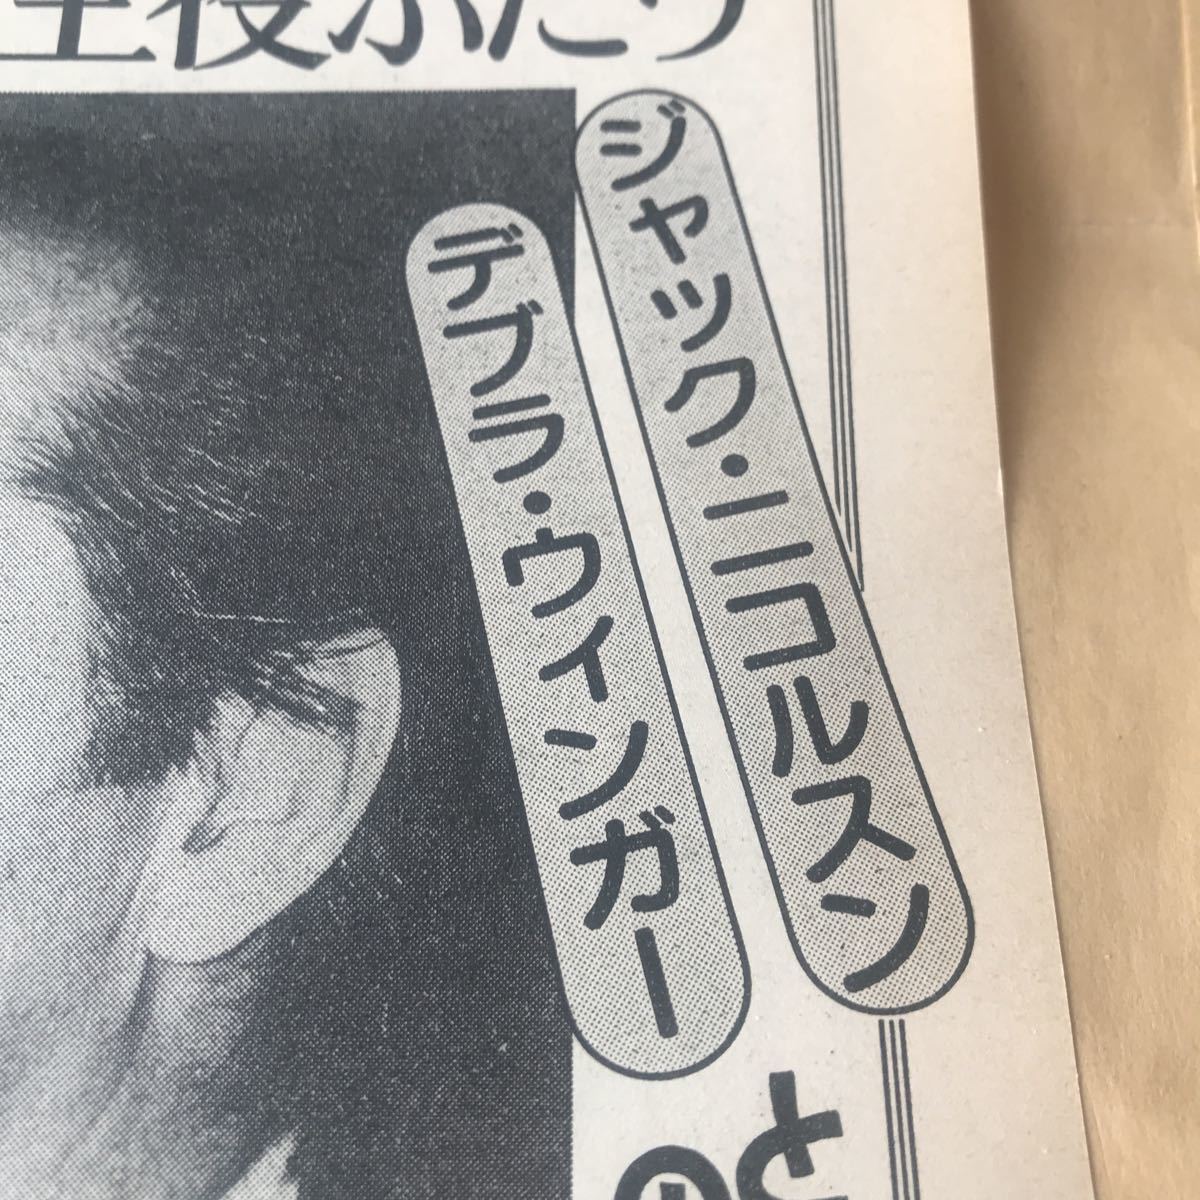 主役ふたり
ジャック・ニコルスン
デブラ・ウィンガー
と